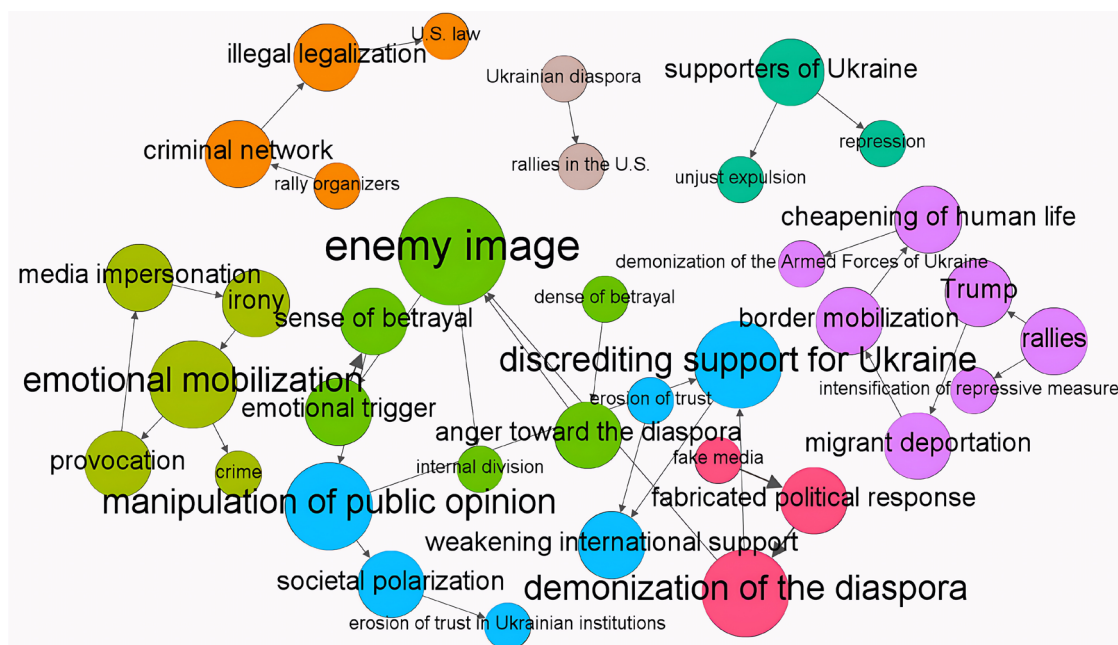 U.S. law
illegal legalization
Ukrainian diaspora
supporters of Ukraine
criminal network
repression
rallies in the U.S.
rally organizers
unjust expulsion
cheapening of human life
enemy image
demonization of the Armed Forces of Ukraine
media impersonation
irony
dense of betrayal
Trump
sense of betrayal
border mobilization
rallies
discrediting support for Ukraine
emotional mobilization
intensification of repressive measure
erosion of trust
emotional trigger
anger toward the diaspora
migrant deportation
provocation
crime
internal division
fake media
manipulation of public opinion
fabricated political response
weakening international support
societal polarization
demonization of the diaspora
erosion of trust in Ukrainian institutions